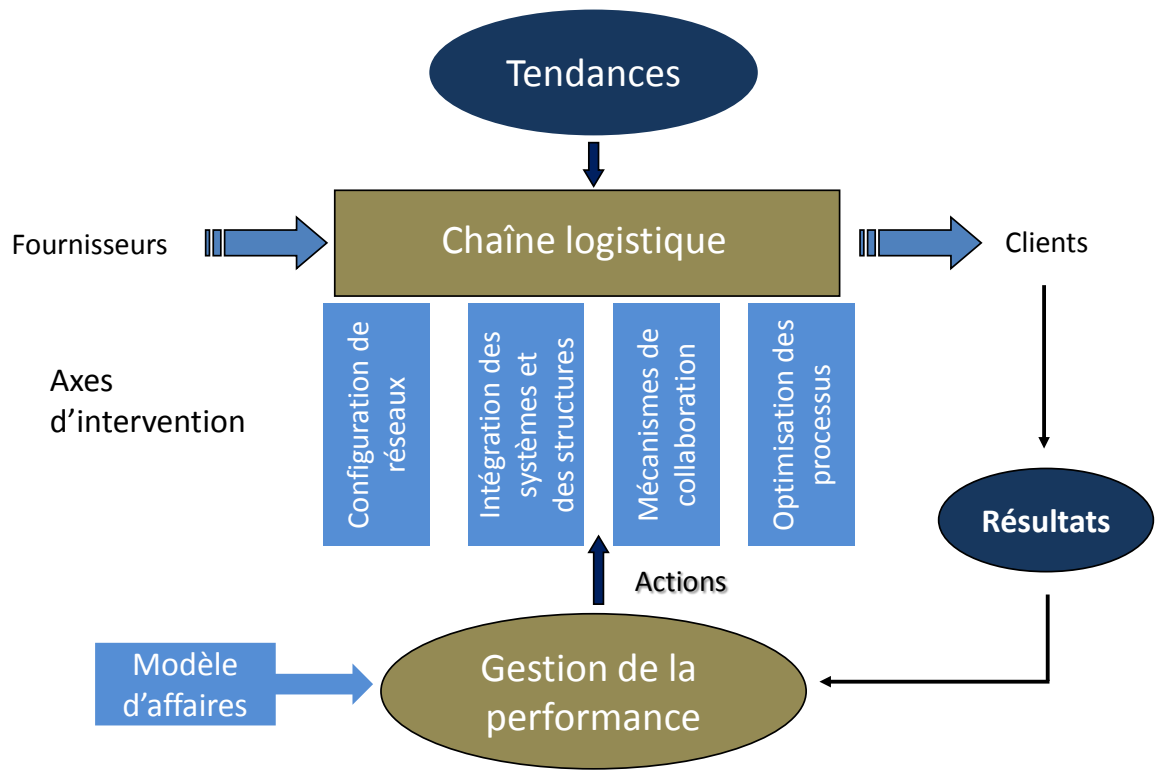 Tendances
Fournisseurs
Chaîne logistique
Clients
Axes
d’intervention
Configuration de
réseaux
Intégration des
systèmes et
des structures
Mécanismes de
collaboration
Optimisation des
processus
Résultats
Actions
Modèle
d’affaires
Gestion de la
performance